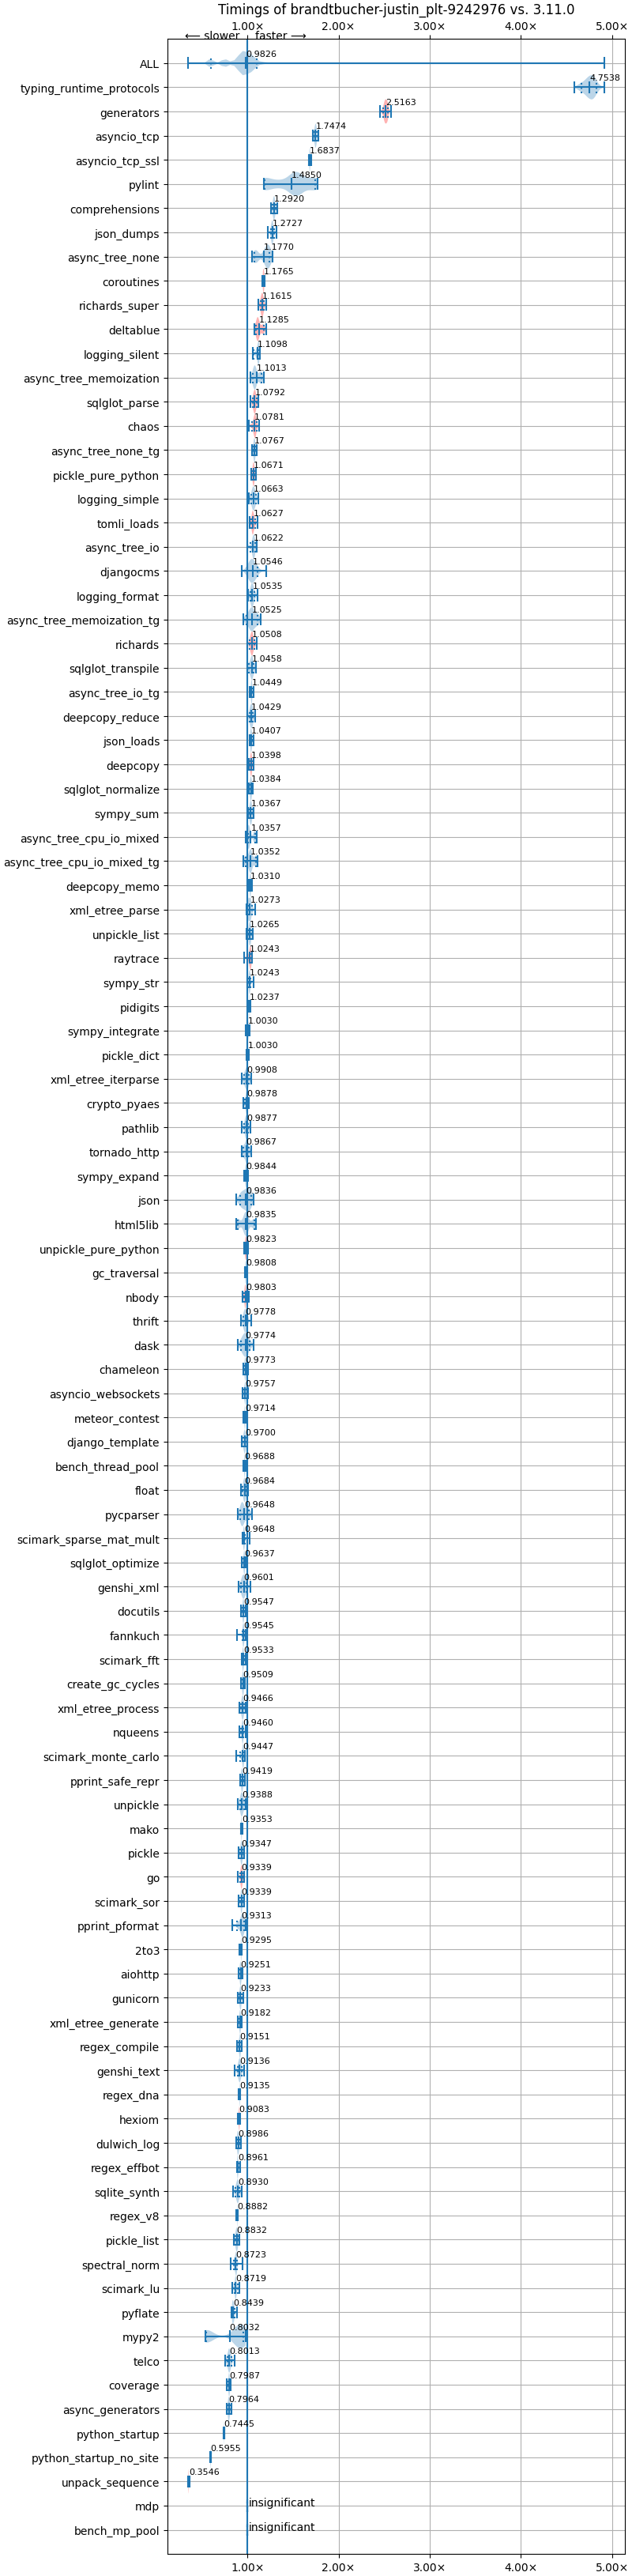 Timings of brandtbucher-justin_plt-9242976 vs. 3.11.0
1.00× 2.00× 3.00× 4.00× 5.00×
⟵ slower faster ⟶
ALL 0.9826
typing_runtime_protocols 4.7538
generators 2.5163
asyncio_tcp 1.7474
asyncio_tcp_ssl 1.6837
pylint 1.4850
comprehensions 1.2920
json_dumps 1.2727
async_tree_none 1.1770
coroutines 1.1765
richards_super 1.1615
deltablue 1.1285
logging_silent 1.1098
async_tree_memoization 1.1013
sqlglot_parse 1.0792
chaos 1.0781
async_tree_none_tg 1.0767
pickle_pure_python 1.0671
logging_simple 1.0663
tomli_loads 1.0627
async_tree_io 1.0622
djangocms 1.0546
logging_format 1.0535
async_tree_memoization_tg 1.0525
richards 1.0508
sqlglot_transpile 1.0458
async_tree_io_tg 1.0449
deepcopy_reduce 1.0429
json_loads 1.0407
deepcopy 1.0398
sqlglot_normalize 1.0384
sympy_sum 1.0367
async_tree_cpu_io_mixed 1.0357
async_tree_cpu_io_mixed_tg 1.0352
deepcopy_memo 1.0310
xml_etree_parse 1.0273
unpickle_list 1.0265
raytrace 1.0243
sympy_str 1.0243
pidigits 1.0237
sympy_integrate 1.0030
pickle_dict 1.0030
xml_etree_iterparse 0.9908
crypto_pyaes 0.9878
pathlib 0.9877
tornado_http 0.9867
sympy_expand 0.9844
json 0.9836
html5lib 0.9835
unpickle_pure_python 0.9823
gc_traversal 0.9808
nbody 0.9803
thrift 0.9778
dask 0.9774
chameleon 0.9773
asyncio_websockets 0.9757
meteor_contest 0.9714
django_template 0.9700
bench_thread_pool 0.9688
float 0.9684
pycparser 0.9648
scimark_sparse_mat_mult 0.9648
sqlglot_optimize 0.9637
genshi_xml 0.9601
docutils 0.9547
fannkuch 0.9545
scimark_fft 0.9533
create_gc_cycles 0.9509
xml_etree_process 0.9466
nqueens 0.9460
scimark_monte_carlo 0.9447
pprint_safe_repr 0.9419
unpickle 0.9388
mako 0.9353
pickle 0.9347
go 0.9339
scimark_sor 0.9339
pprint_pformat 0.9313
2to3 0.9295
aiohttp 0.9251
gunicorn 0.9233
xml_etree_generate 0.9182
regex_compile 0.9151
genshi_text 0.9136
regex_dna 0.9135
hexiom 0.9083
dulwich_log 0.8986
regex_effbot 0.8961
sqlite_synth 0.8930
regex_v8 0.8882
pickle_list 0.8832
spectral_norm 0.8723
scimark_lu 0.8719
pyflate 0.8439
mypy2 0.8032
telco 0.8013
coverage 0.7987
async_generators 0.7964
python_startup 0.7445
python_startup_no_site 0.5955
unpack_sequence 0.3546
mdp insignificant
bench_mp_pool insignificant
1.00× 2.00× 3.00× 4.00× 5.00×